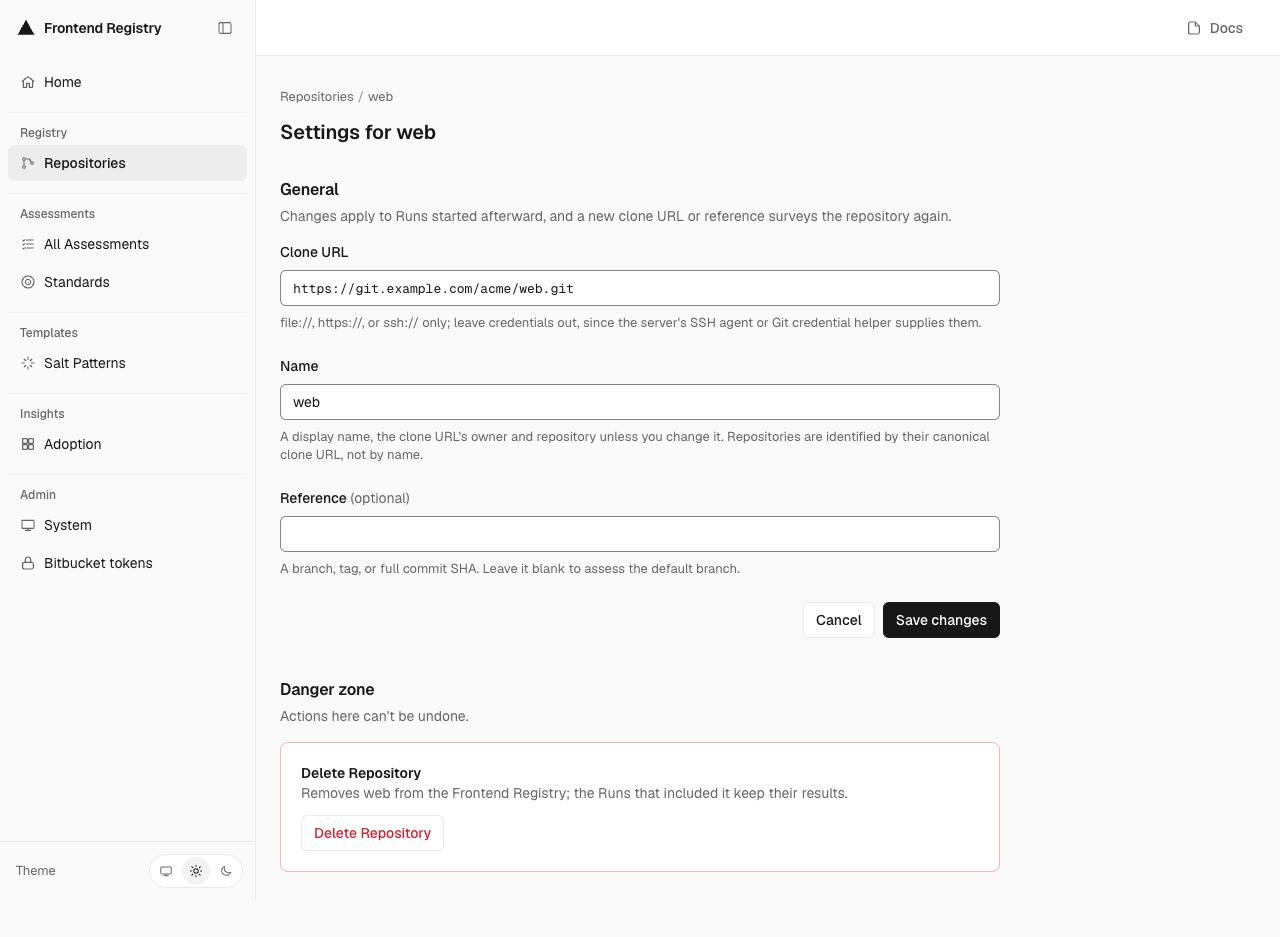 Frontend Registry
Docs
Home
Registry
Repositories
Assessments
All Assessments
Standards
Templates
Salt Patterns
Insights
Adoption
Admin
System
Bitbucket tokens
Theme
Repositories / web
Settings for web
General
Changes apply to Runs started afterward, and a new clone URL or reference surveys the repository again.
Clone URL
https://git.example.com/acme/web.git
file://, https://, or ssh:// only; leave credentials out, since the server's SSH agent or Git credential helper supplies them.
Name
web
A display name, the clone URL's owner and repository unless you change it. Repositories are identified by their canonical
clone URL, not by name.
Reference (optional)
A branch, tag, or full commit SHA. Leave it blank to assess the default branch.
Cancel
Save changes
Danger zone
Actions here can't be undone.
Delete Repository
Removes web from the Frontend Registry; the Runs that included it keep their results.
Delete Repository